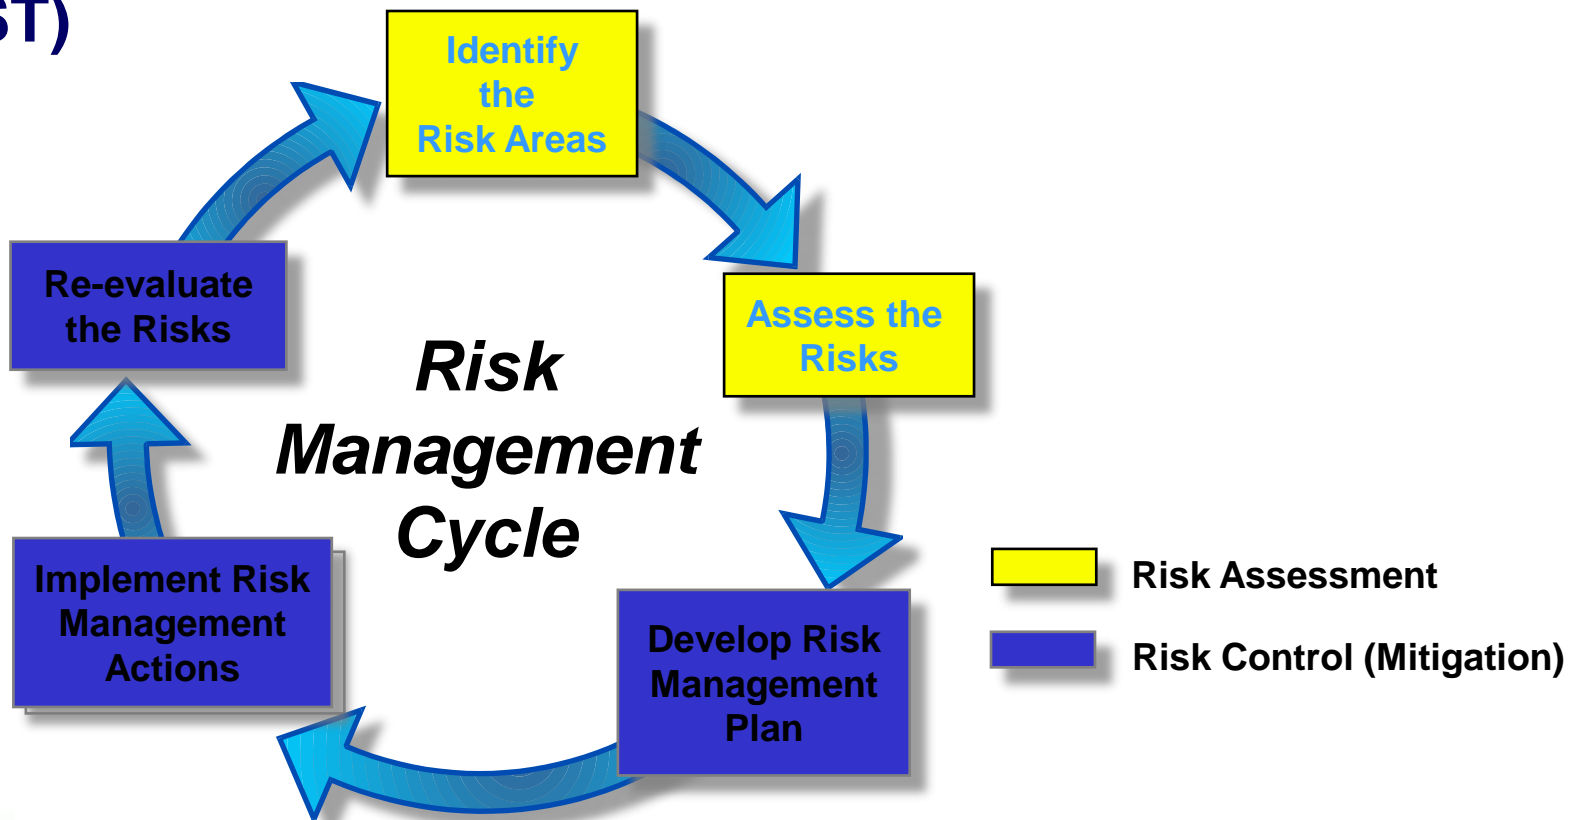 ST)
Identify
the
Risk Areas
Assess the
Risks
Develop Risk
Management
Plan
Implement Risk
Management
Actions
Re-evaluate
the Risks
Risk
Management
Cycle
Risk Assessment
Risk Control (Mitigation)